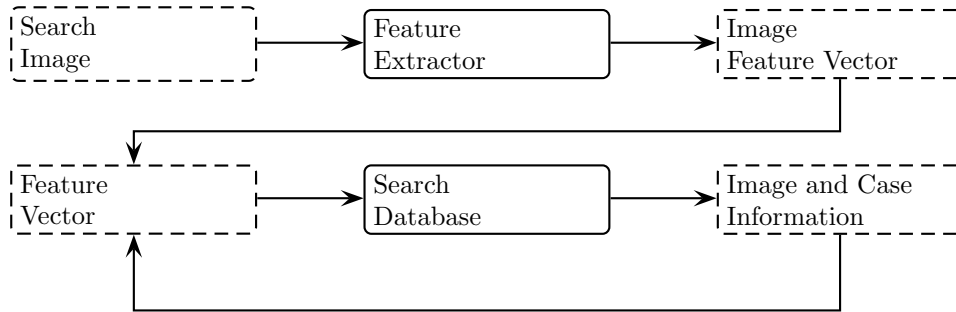 Search
Image
Feature
Extractor
Image
Feature Vector
Feature
Vector
Search
Database
Image and Case
Information